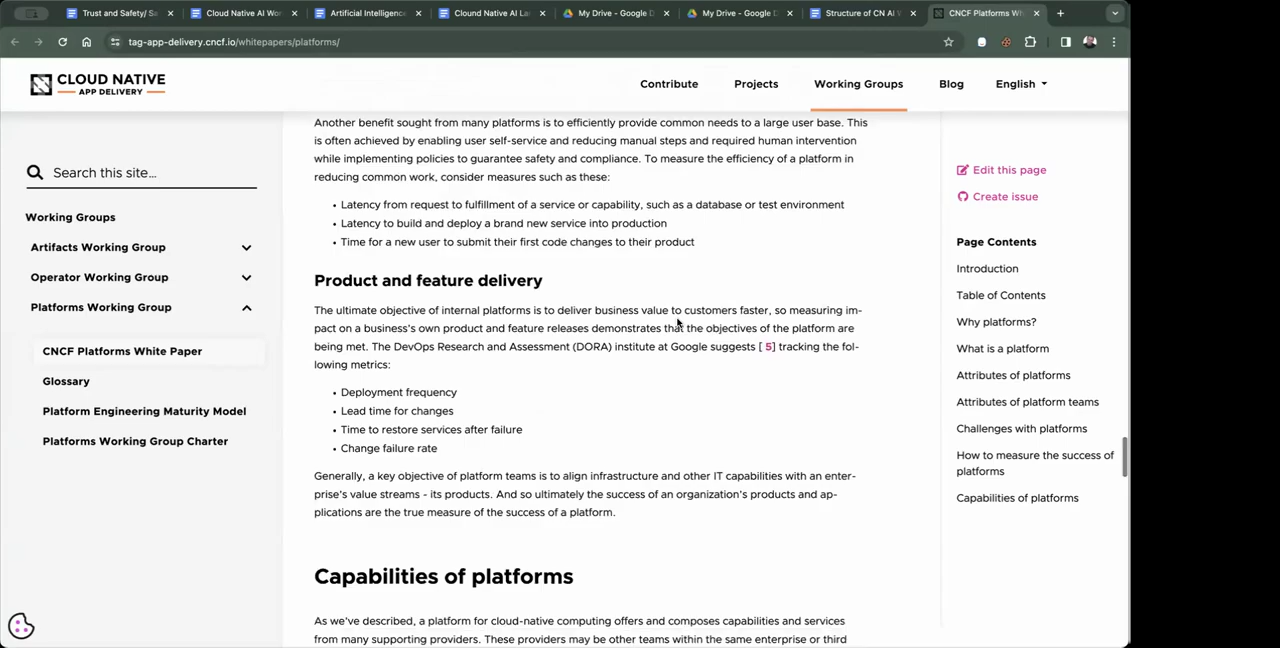 Trust and Safety/ Se
Cloud Native AI Wor
Artificial Intelligence
Clound Native AI La
My Drive - Google D
My Drive - Google D
Structure of CN AI W
CNCF Platforms Wh
tag-app-delivery.cncf.io/whitepapers/platforms/
CLOUD NATIVE
APP DELIVERY
Contribute
Projects
Working Groups
Blog
English
Search this site...
Working Groups
Artifacts Working Group
Operator Working Group
Platforms Working Group
CNCF Platforms White Paper
Glossary
Platform Engineering Maturity Model
Platforms Working Group Charter
Another benefit sought from many platforms is to efficiently provide common needs to a large user base. This
is often achieved by enabling user self-service and reducing manual steps and required human intervention
while implementing policies to guarantee safety and compliance. To measure the efficiency of a platform in
reducing common work, consider measures such as these:
• Latency from request to fulfillment of a service or capability, such as a database or test environment
• Latency to build and deploy a brand new service into production
• Time for a new user to submit their first code changes to their product
Product and feature delivery
The ultimate objective of internal platforms is to deliver business value to customers faster, so measuring im-
pact on a business's own product and feature releases demonstrates that the objectives of the platform are
being met. The DevOps Research and Assessment (DORA) institute at Google suggests [ 5] tracking the fol-
lowing metrics:
• Deployment frequency
• Lead time for changes
• Time to restore services after failure
• Change failure rate
Generally, a key objective of platform teams is to align infrastructure and other IT capabilities with an enter-
prise's value streams - its products. And so ultimately the success of an organization's products and ap-
plications are the true measure of the success of a platform.
Capabilities of platforms
As we've described, a platform for cloud-native computing offers and composes capabilities and services
from many supporting providers. These providers may be other teams within the same enterprise or third
Edit this page
Create issue
Page Contents
Introduction
Table of Contents
Why platforms?
What is a platform
Attributes of platforms
Attributes of platform teams
Challenges with platforms
How to measure the success of
platforms
Capabilities of platforms